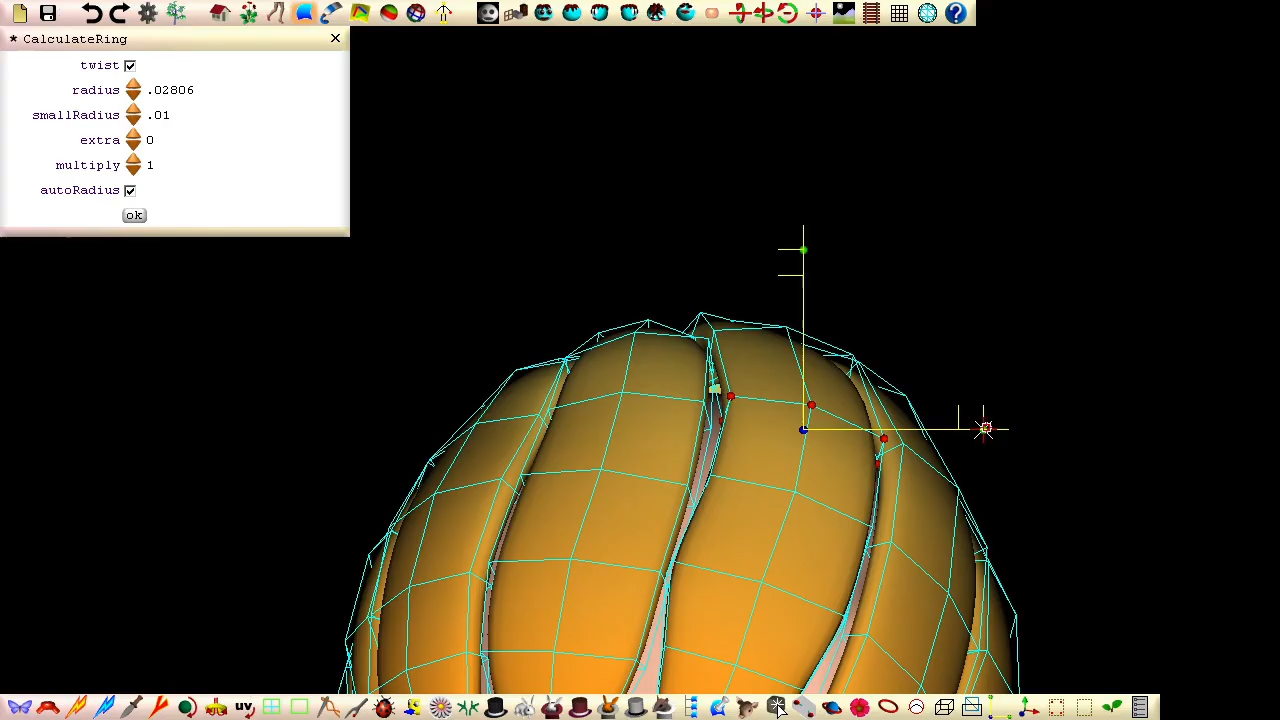 * CalculateRing
twist
radius .02806
smallRadius .01
extra 0
multiply 1
autoRadius
ok
uv